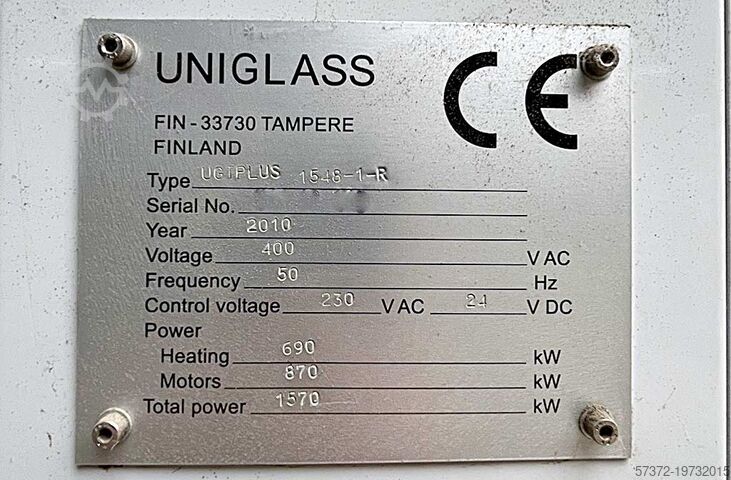 UNIGLASS
CE
FIN - 33730 TAMPERE
FINLAND
Type UGTPLUS 1548-1-R
Serial No.
Year 2010
Voltage 400 V AC
Frequency 50 Hz
Control voltage 230 V AC 24 V DC
Power
Heating 690 kW
Motors 870 kW
Total power 1570 kW
57372-19732015